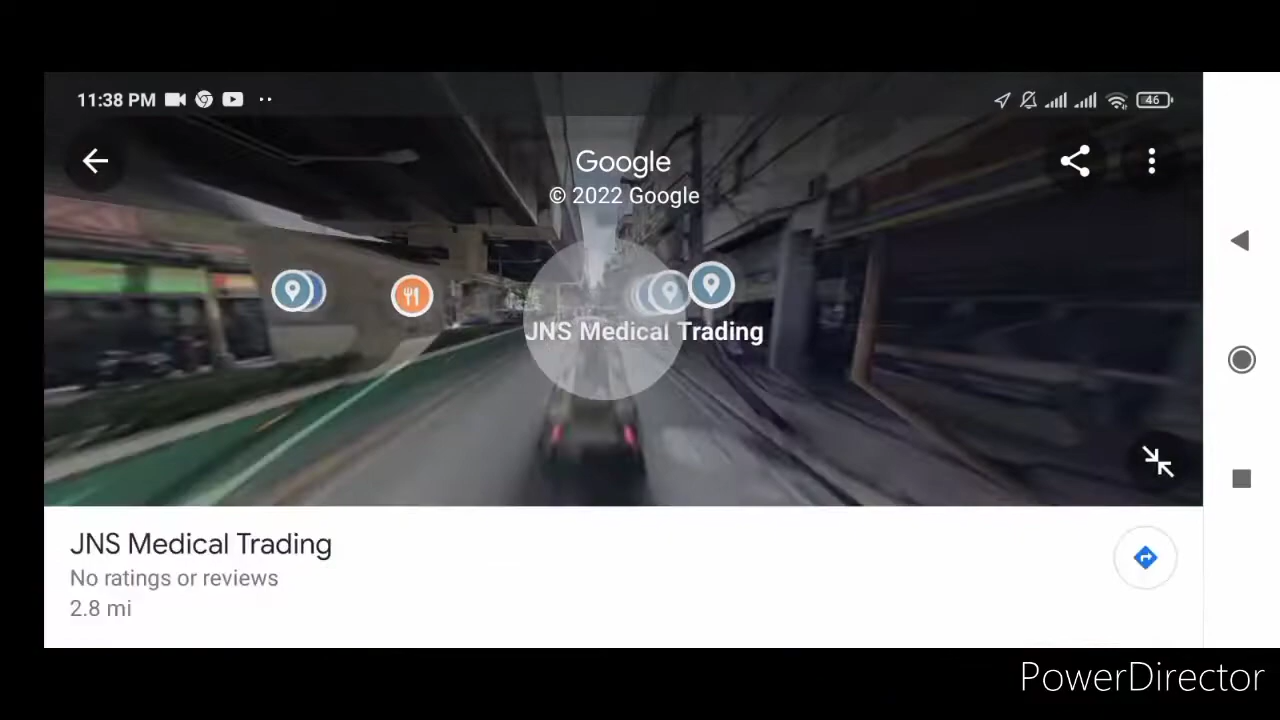 11:38 PM
46
Google
© 2022 Google
JNS Medical Trading
JNS Medical Trading
No ratings or reviews
2.8 mi
PowerDirector